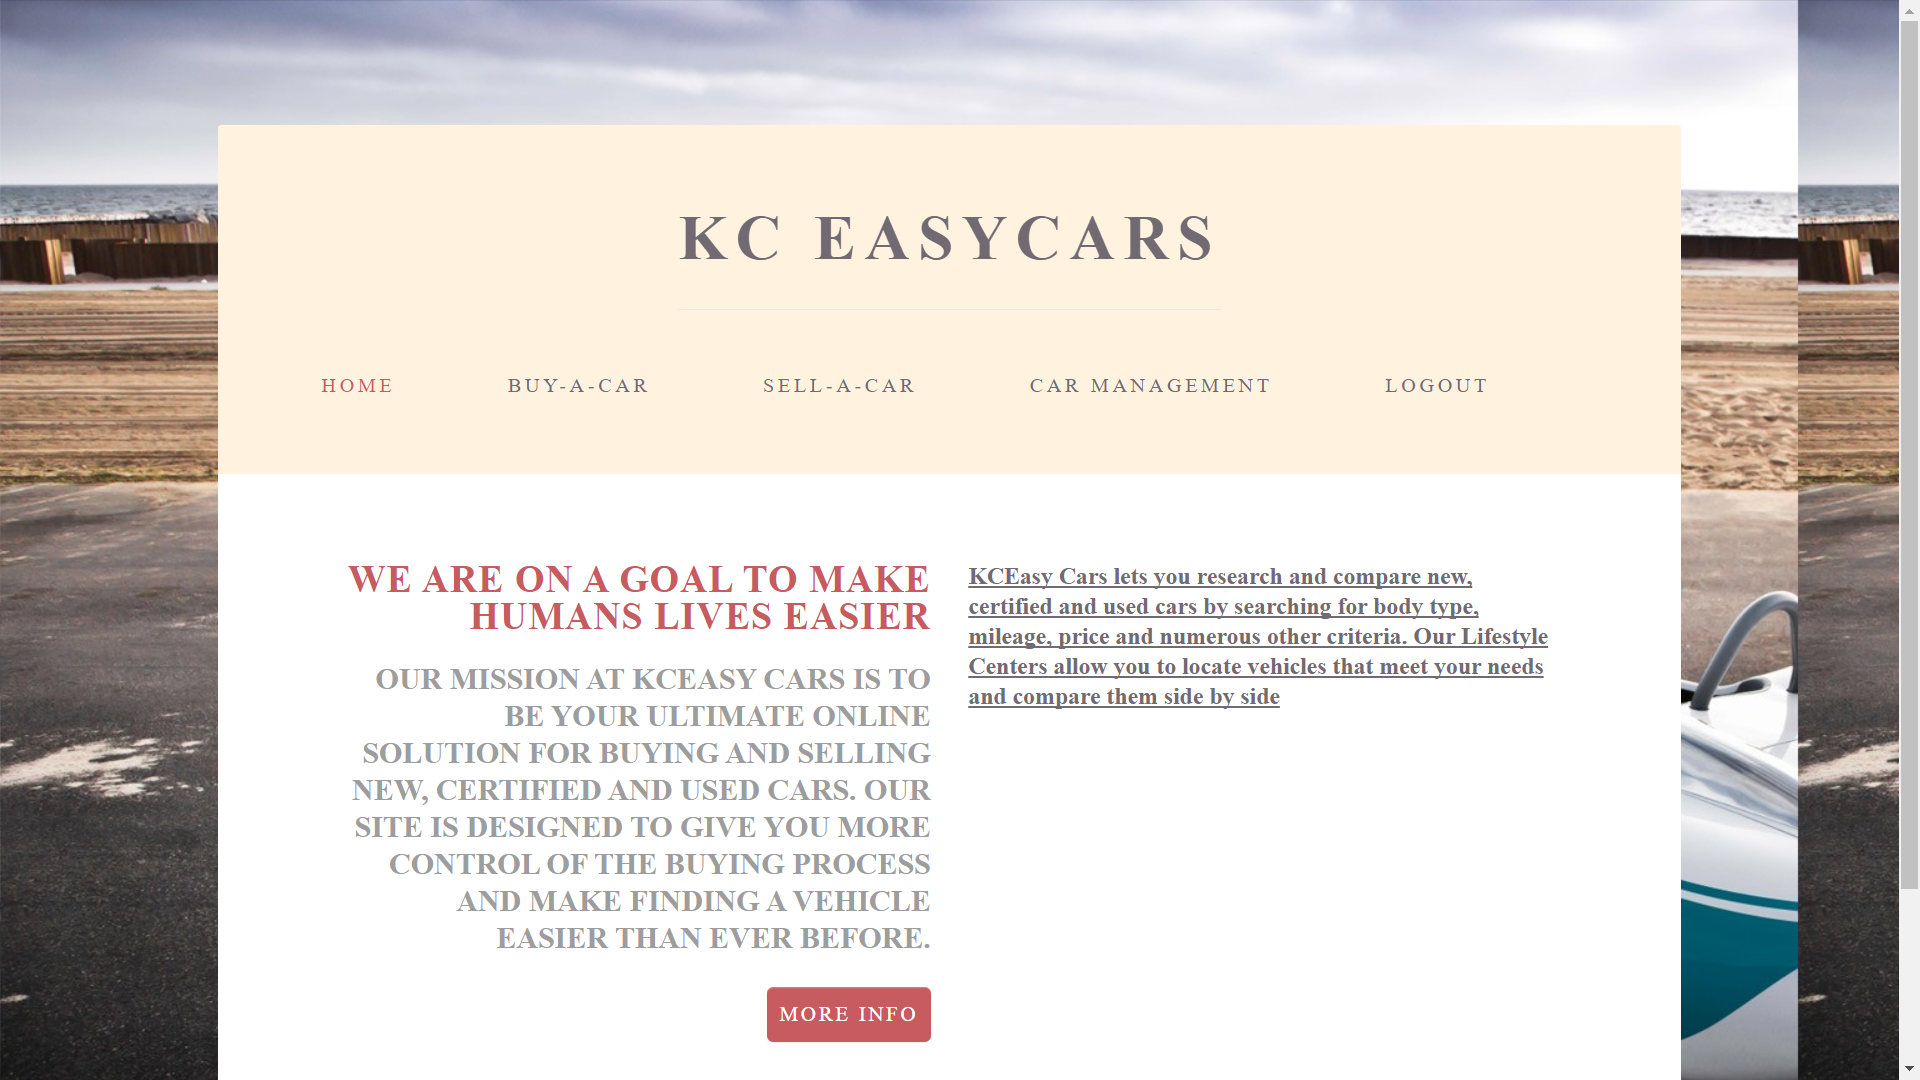 KC EASYCARS
HOME BUY-A-CAR SELL-A-CAR CAR MANAGEMENT LOGOUT
WE ARE ON A GOAL TO MAKE
HUMANS LIVES EASIER
OUR MISSION AT KCEASY CARS IS TO
BE YOUR ULTIMATE ONLINE
SOLUTION FOR BUYING AND SELLING
NEW, CERTIFIED AND USED CARS. OUR
SITE IS DESIGNED TO GIVE YOU MORE
CONTROL OF THE BUYING PROCESS
AND MAKE FINDING A VEHICLE
EASIER THAN EVER BEFORE.
MORE INFO
KCEasy Cars lets you research and compare new,
certified and used cars by searching for body type,
mileage, price and numerous other criteria. Our Lifestyle
Centers allow you to locate vehicles that meet your needs
and compare them side by side